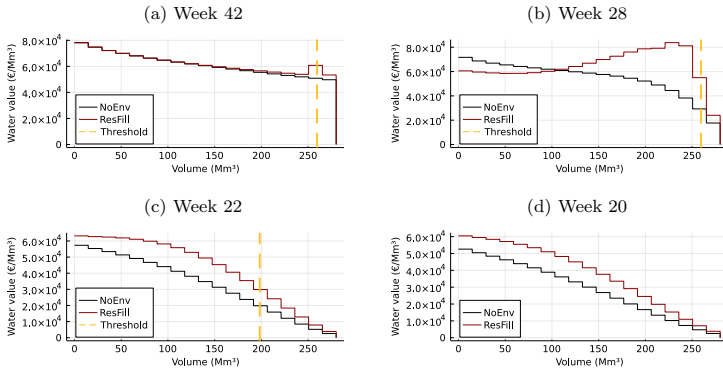 (a) Week 42
Water value (€/Mm³)
8.0×10⁴
6.0×10⁴
4.0×10⁴
2.0×10⁴
0
NoEnv
ResFill
Threshold
0 50 100 150 200 250
Volume (Mm³)
(b) Week 28
Water value (€/Mm³)
8.0×10⁴
6.0×10⁴
4.0×10⁴
2.0×10⁴
0
NoEnv
ResFill
Threshold
0 50 100 150 200 250
Volume (Mm³)
(c) Week 22
Water value (€/Mm³)
6.0×10⁴
5.0×10⁴
4.0×10⁴
3.0×10⁴
2.0×10⁴
1.0×10⁴
0
NoEnv
ResFill
Threshold
0 50 100 150 200 250
Volume (Mm³)
(d) Week 20
Water value (€/Mm³)
6.0×10⁴
5.0×10⁴
4.0×10⁴
3.0×10⁴
2.0×10⁴
1.0×10⁴
0
NoEnv
ResFill
0 50 100 150 200 250
Volume (Mm³)